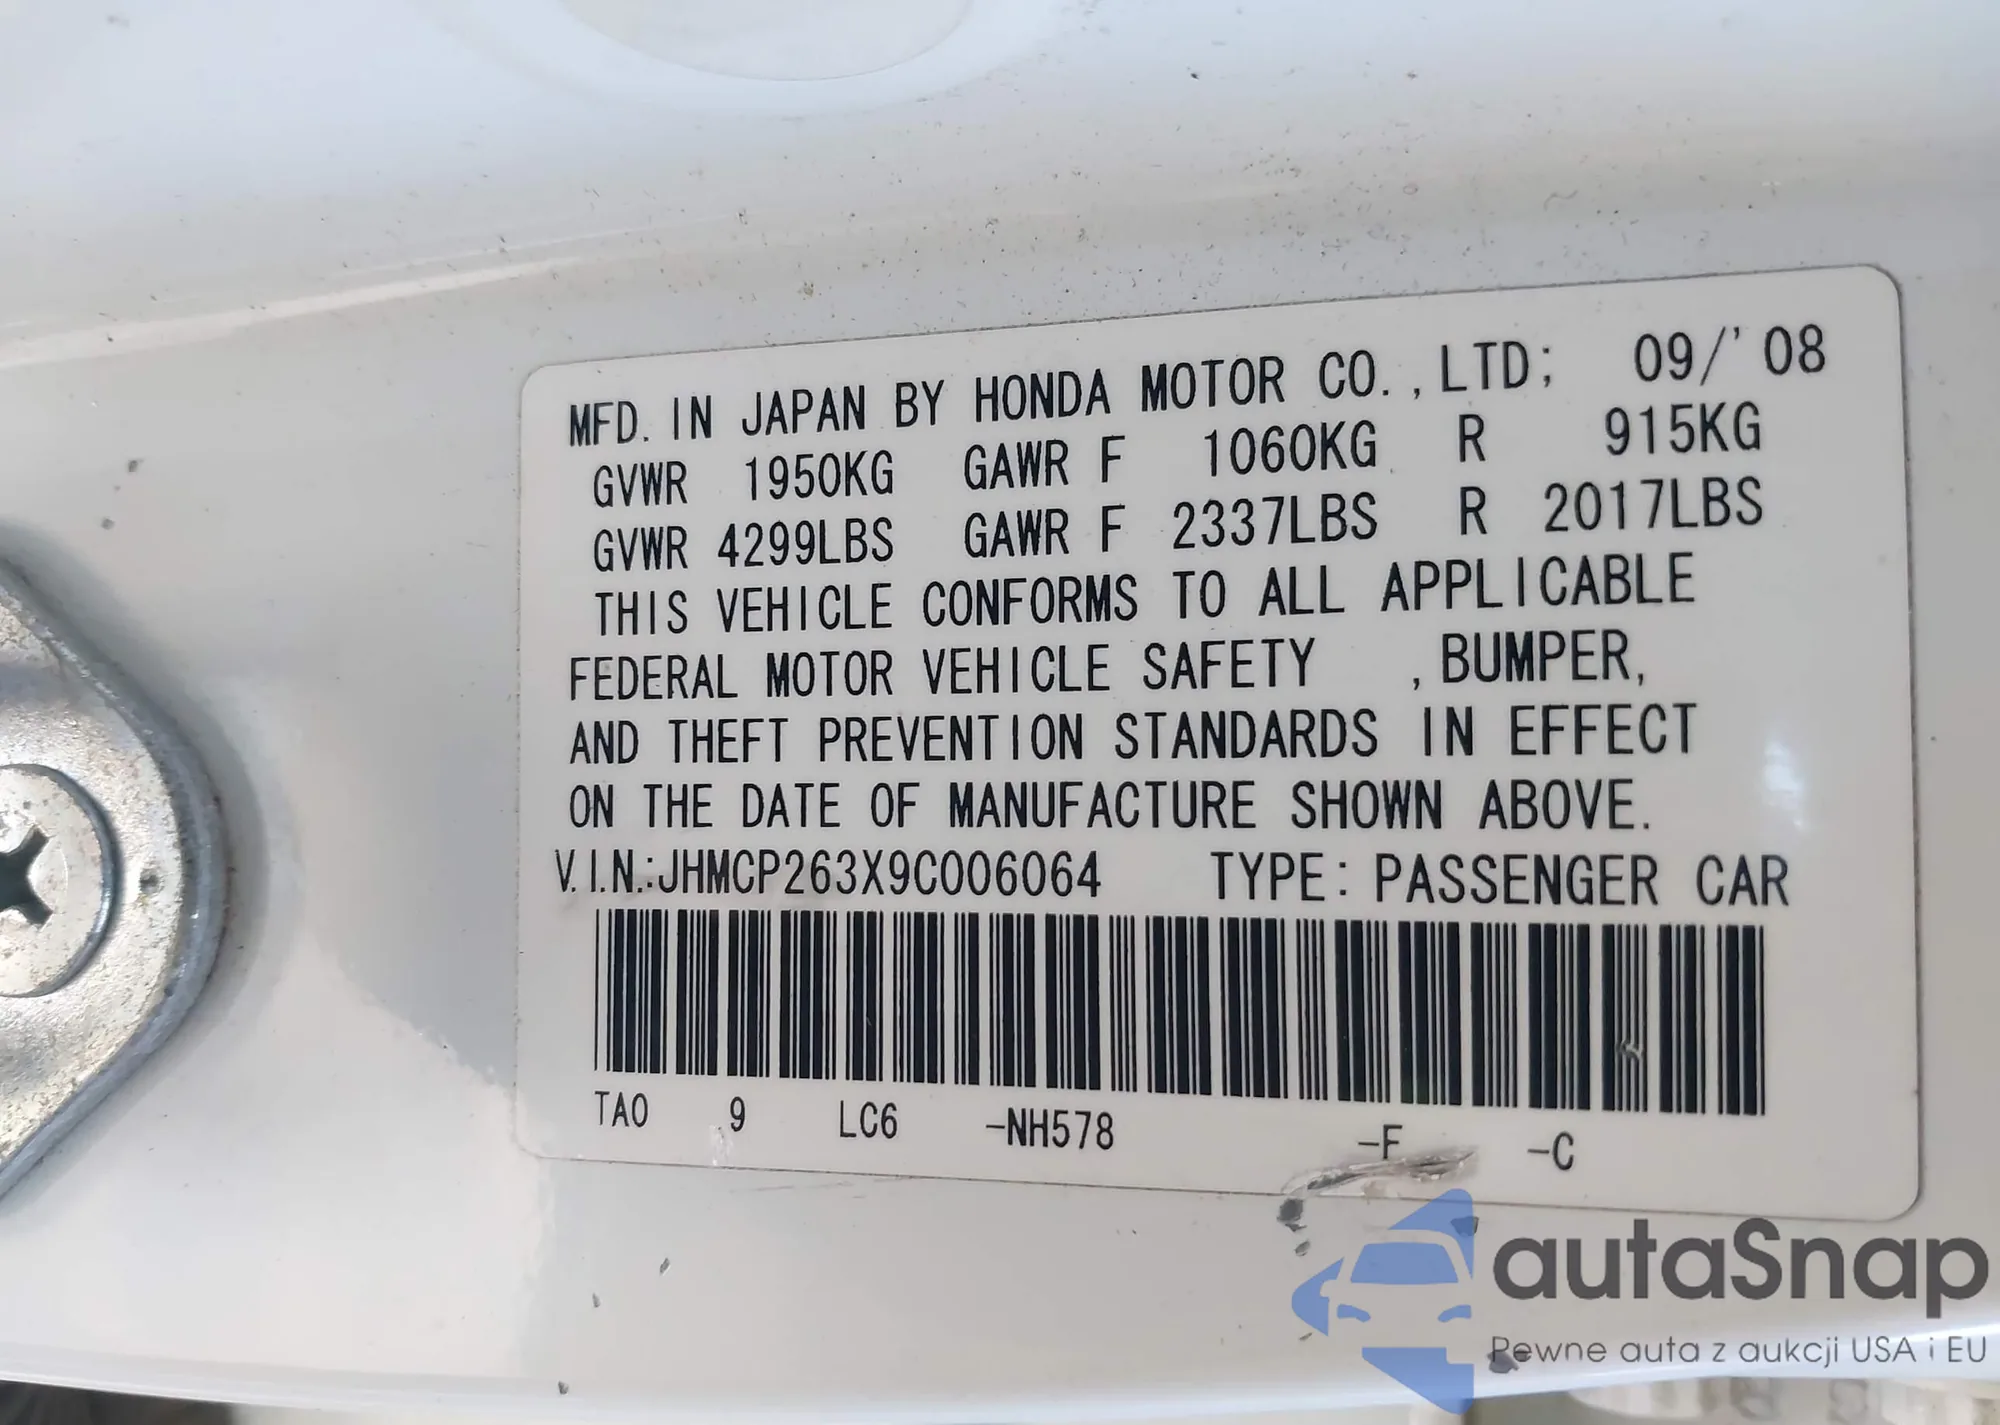 MFD. IN JAPAN BY HONDA MOTOR CO.,LTD; 09/'08
GVWR 1950KG GAWR F 1060KG R 915KG
GVWR 4299LBS GAWR F 2337LBS R 2017LBS
THIS VEHICLE CONFORMS TO ALL APPLICABLE
FEDERAL MOTOR VEHICLE SAFETY ,BUMPER,
AND THEFT PREVENTION STANDARDS IN EFFECT
ON THE DATE OF MANUFACTURE SHOWN ABOVE.
V.I.N.:JHMCP263X9C006064 TYPE: PASSENGER CAR
TA0 9 LC6 -NH578 -F -C
autaSnap
Pewne auta z aukcji USA i EU